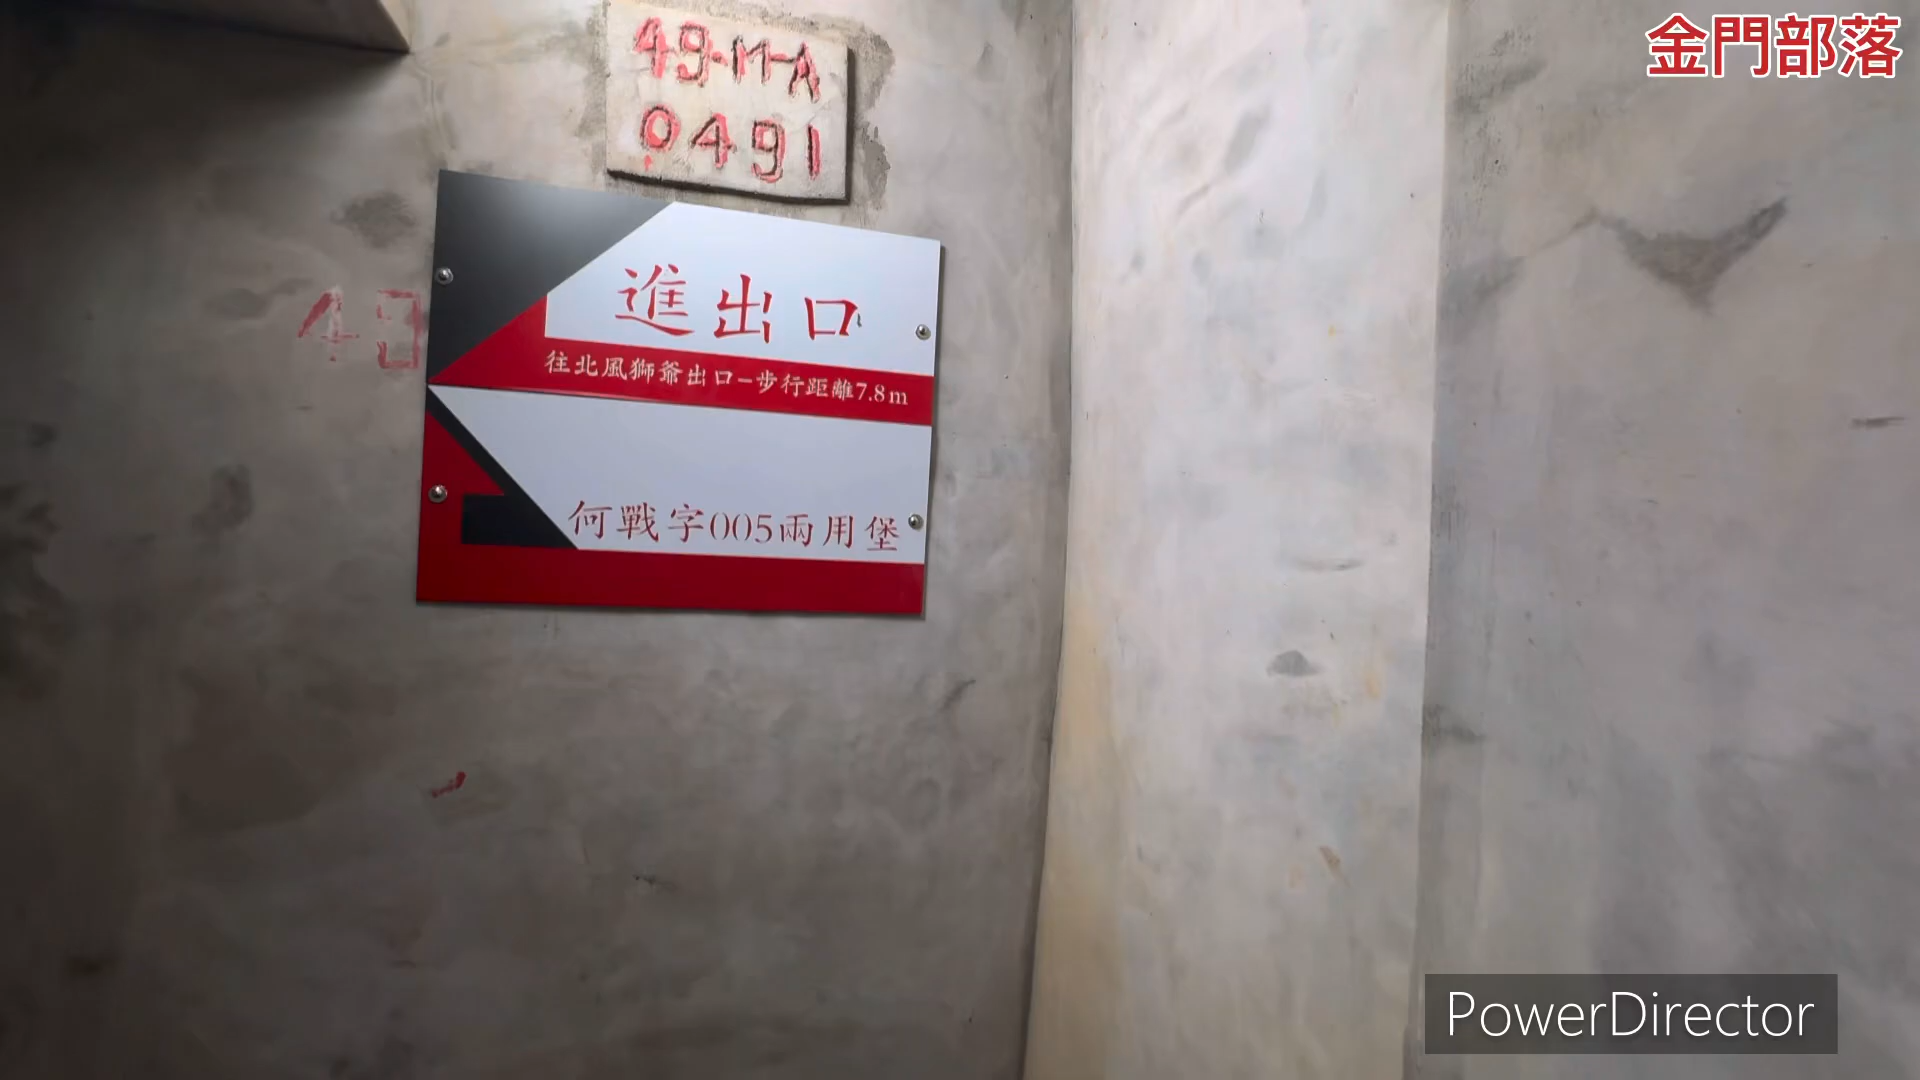 金門部落
49-M-A
0491
進出口
往北風獅爺出口-步行距離7.8m
49
何戰字005兩用堡
PowerDirector